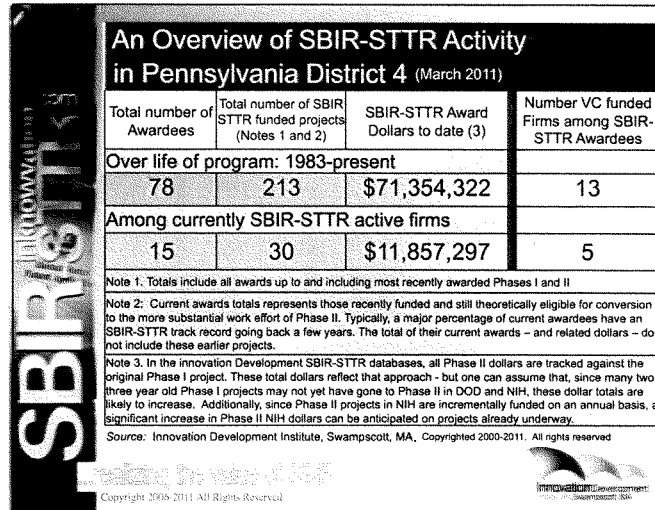 An Overview of SBIR-STTR Activity
in Pennsylvania District 4 (March 2011)
Total number of Awardees
Total number of SBIR STTR funded projects (Notes 1 and 2)
SBIR-STTR Award Dollars to date (3)
Number VC funded Firms among SBIR-STTR Awardees
Over life of program: 1983-present
78 213 $71,354,322 13
Among currently SBIR-STTR active firms
15 30 $11,857,297 5
Note 1. Totals include all awards up to and including most recently awarded Phases I and II
Note 2: Current awards totals represents those recently funded and still theoretically eligible for conversion
to the more substantial work effort of Phase II. Typically, a major percentage of current awardees have an
SBIR-STTR track record going back a few years. The total of their current awards – and related dollars – do
not include these earlier projects.
Note 3. In the innovation Development SBIR-STTR databases, all Phase II dollars are tracked against the
original Phase I project. These total dollars reflect that approach - but one can assume that, since many two
three year old Phase I projects may not yet have gone to Phase II in DOD and NIH, these dollar totals are
likely to increase. Additionally, since Phase II projects in NIH are incrementally funded on an annual basis, a
significant increase in Phase II NIH dollars can be anticipated on projects already underway.
Source: Innovation Development Institute, Swampscott, MA, Copyrighted 2000-2011. All rights reserved
SBIR
STTR
Copyright 2006-2011 All Rights Reserved
Innovation Development
Swampscott MA